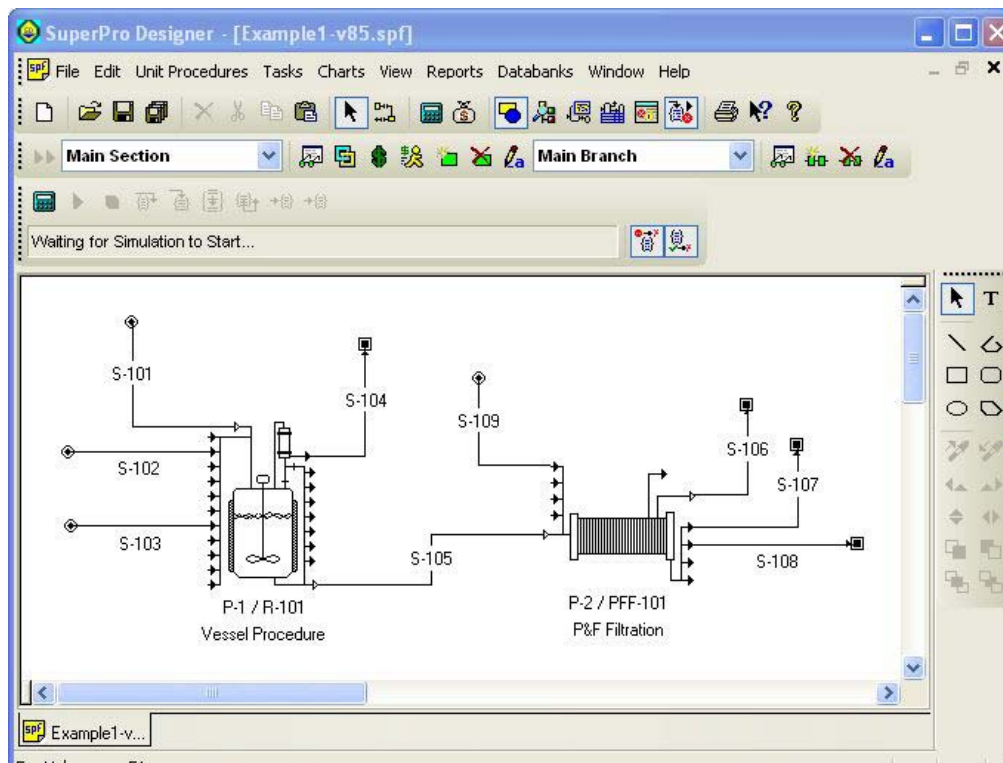 SuperPro Designer - [Example1-v85.spf]
spf File Edit Unit Procedures Tasks Charts View Reports Databanks Window Help
Main Section
Main Branch
Waiting for Simulation to Start...
T
S-101
S-104
S-109
S-106
S-102
S-107
S-103
S-105
S-108
P-1 / R-101
Vessel Procedure
P-2 / PFF-101
P&F Filtration
spf Example1-v...